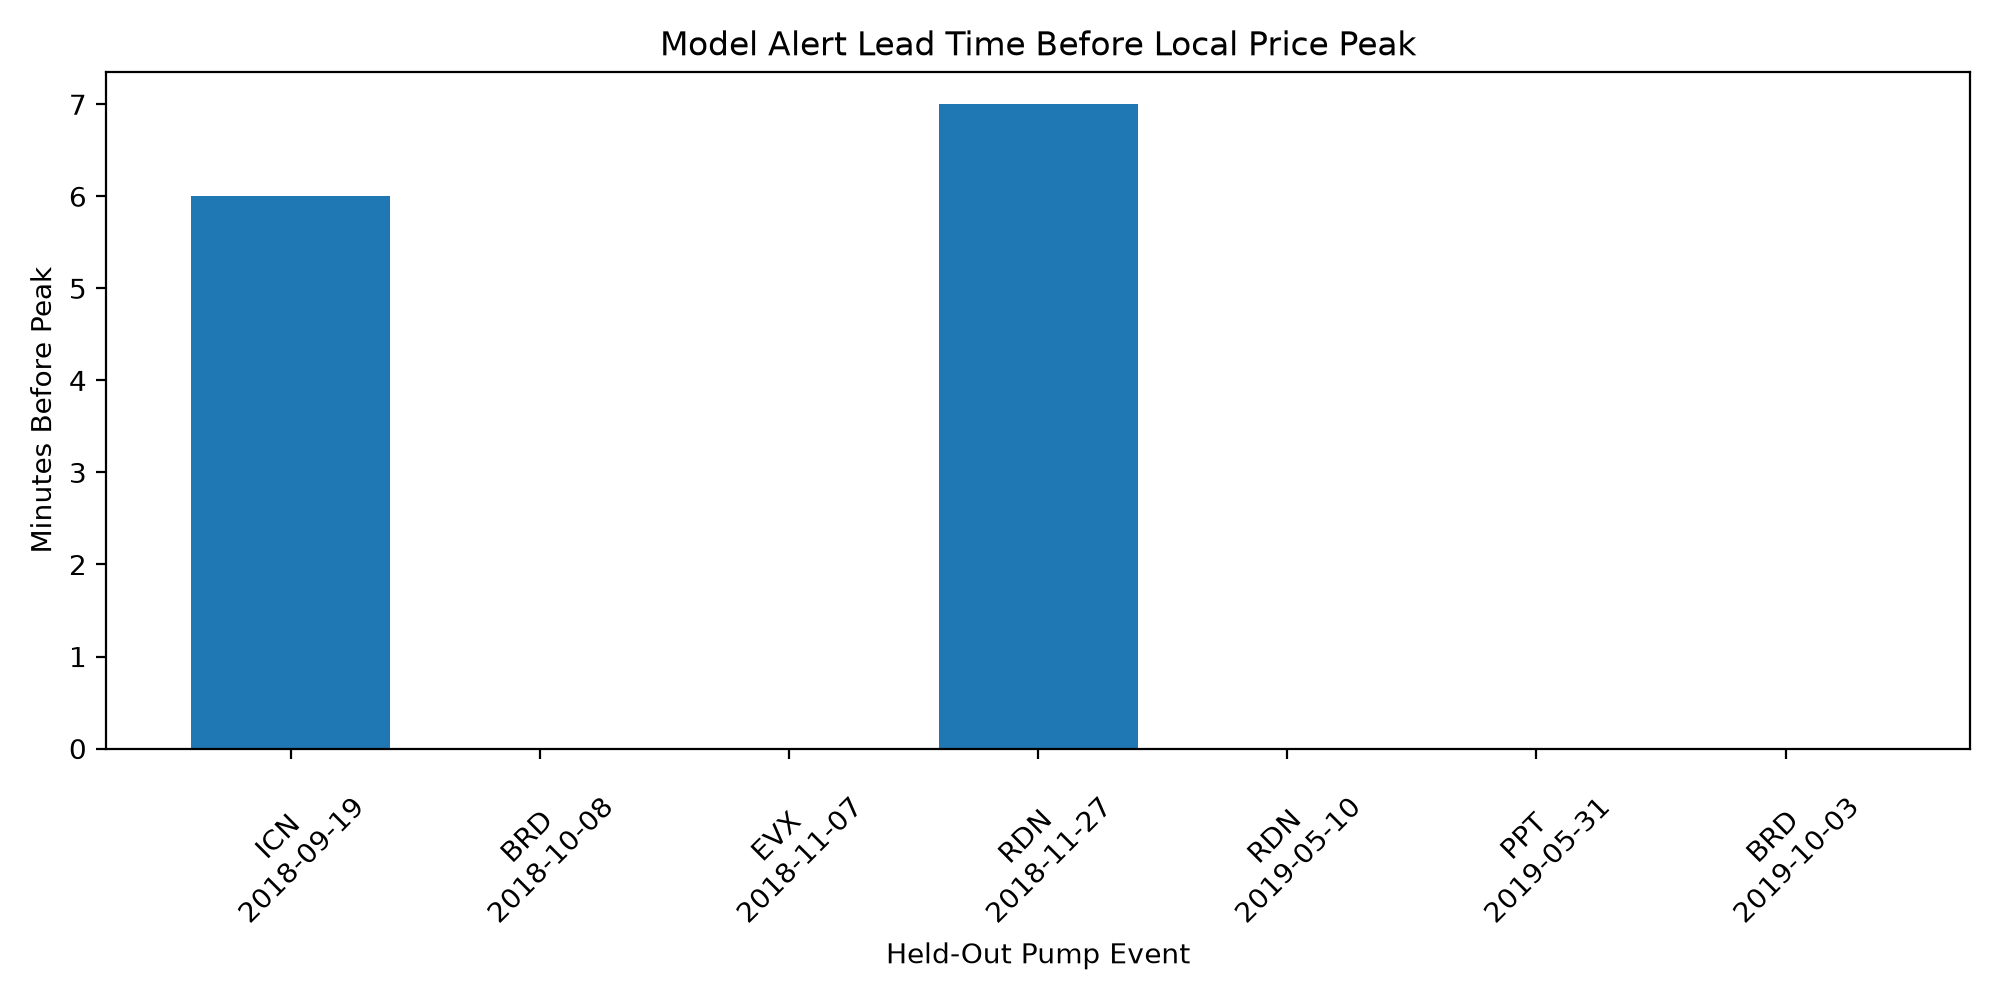 Model Alert Lead Time Before Local Price Peak
Minutes Before Peak
7
6
5
4
3
2
1
0
ICN
2018-09-19
BRD
2018-10-08
EVX
2018-11-07
RDN
2018-11-27
RDN
2019-05-10
PPT
2019-05-31
BRD
2019-10-03
Held-Out Pump Event